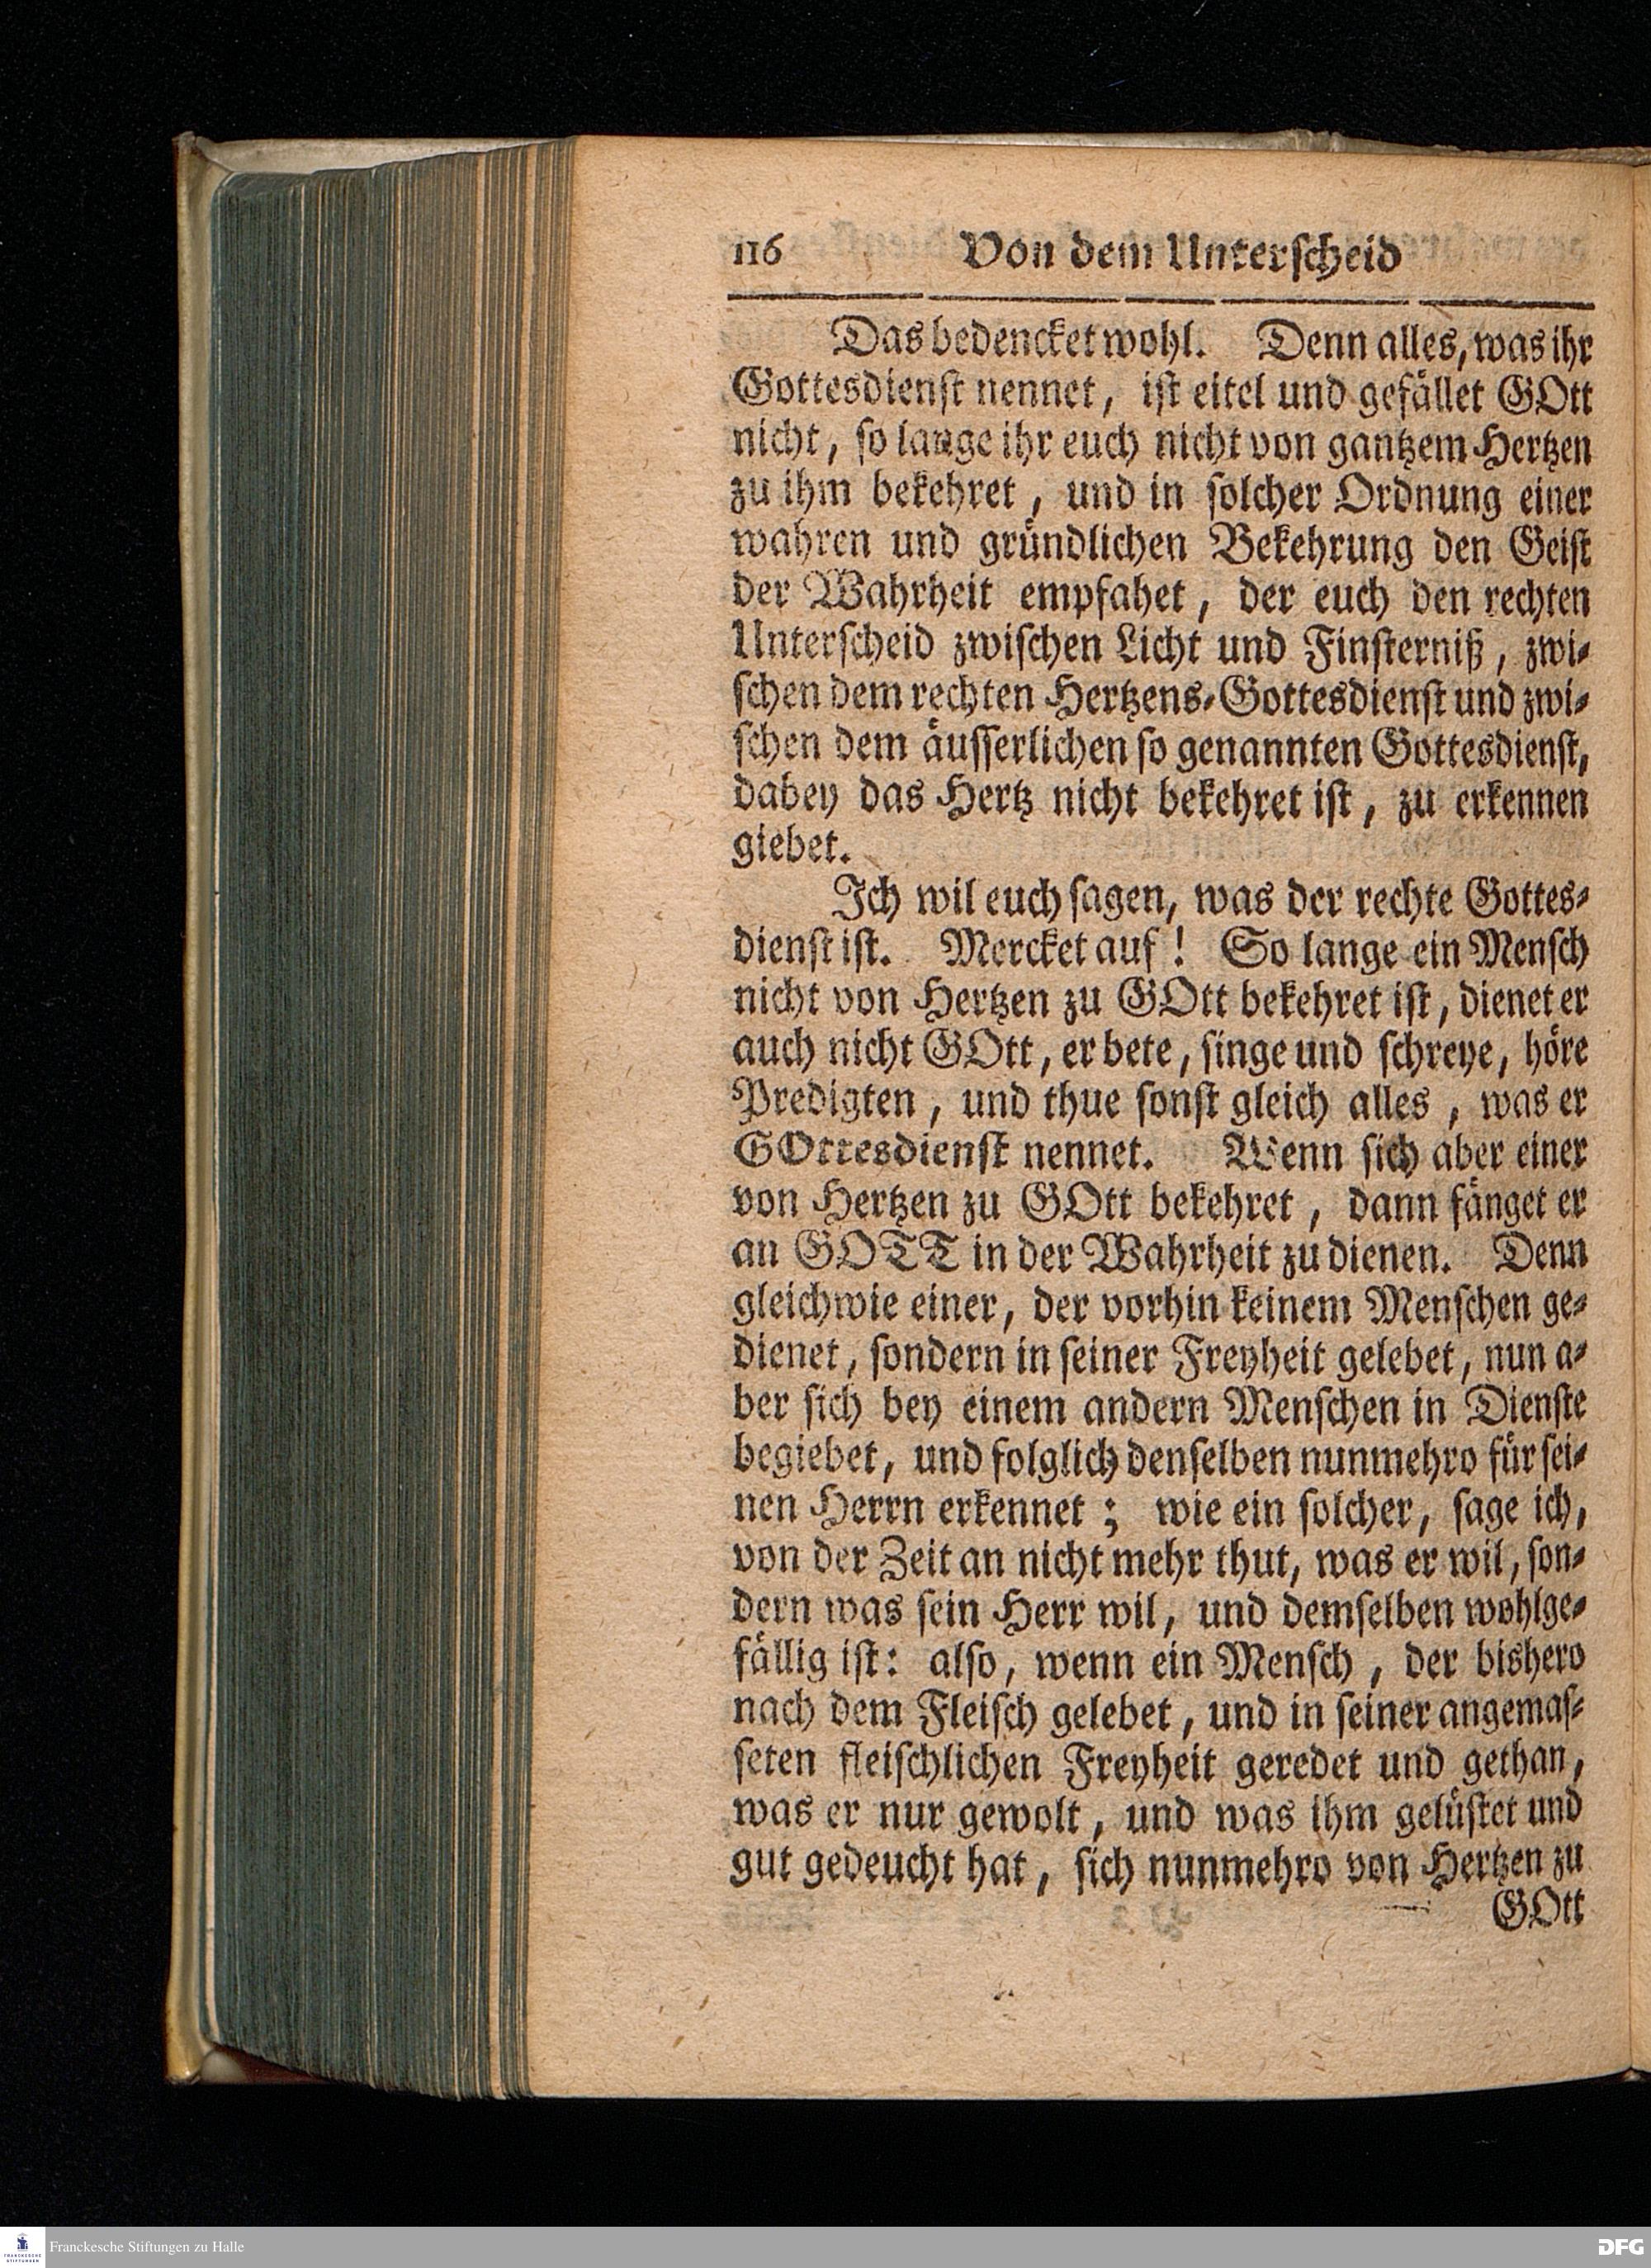 116 Von dem Unterscheid
Das bedencket wohl. Denn alles, was ihr
Gottesdienst nennet, ist eitel und gefället GOtt
nicht, so lange ihr euch nicht von gantzem Hertzen
zu ihm bekehret, und in solcher Ordnung einer
wahren und gründlichen Bekehrung den Geist
der Wahrheit empfahet, der euch den rechten
Unterscheid zwischen Licht und Finsterniß, zwi-
schen dem rechten Hertzens-Gottesdienst und zwi-
schen dem äusserlichen so genannten Gottesdienst,
dabey das Hertz nicht bekehret ist, zu erkennen
giebet.
Ich wil euch sagen, was der rechte Gottes-
dienst ist. Mercket auf! So lange ein Mensch
nicht von Hertzen zu GOtt bekehret ist, dienet er
auch nicht GOtt, er bete, singe und schreye, höre
Predigten, und thue sonst gleich alles, was er
GOttesdienst nennet. Wenn sich aber einer
von Hertzen zu GOtt bekehret, dann fänget er
an GOTT in der Wahrheit zu dienen. Denn
gleichwie einer, der vorhin keinem Menschen ge-
dienet, sondern in seiner Freyheit gelebet, nun a-
ber sich bey einem andern Menschen in Dienste
begiebet, und folglich denselben nunmehro für sei-
nen Herrn erkennet; wie ein solcher, sage ich,
von der Zeit an nicht mehr thut, was er wil, son-
dern was sein Herr wil, und demselben wohlge-
fällig ist: also, wenn ein Mensch, der bishero
nach dem Fleisch gelebet, und in seiner angemas-
seten fleischlichen Freyheit geredet und gethan,
was er nur gewolt, und was ihm gelüstet und
gut gedeucht hat, sich nunmehro von Hertzen zu
GOtt
FRANCKESCHE
STIFTUNGEN
Franckesche Stiftungen zu Halle
DFG